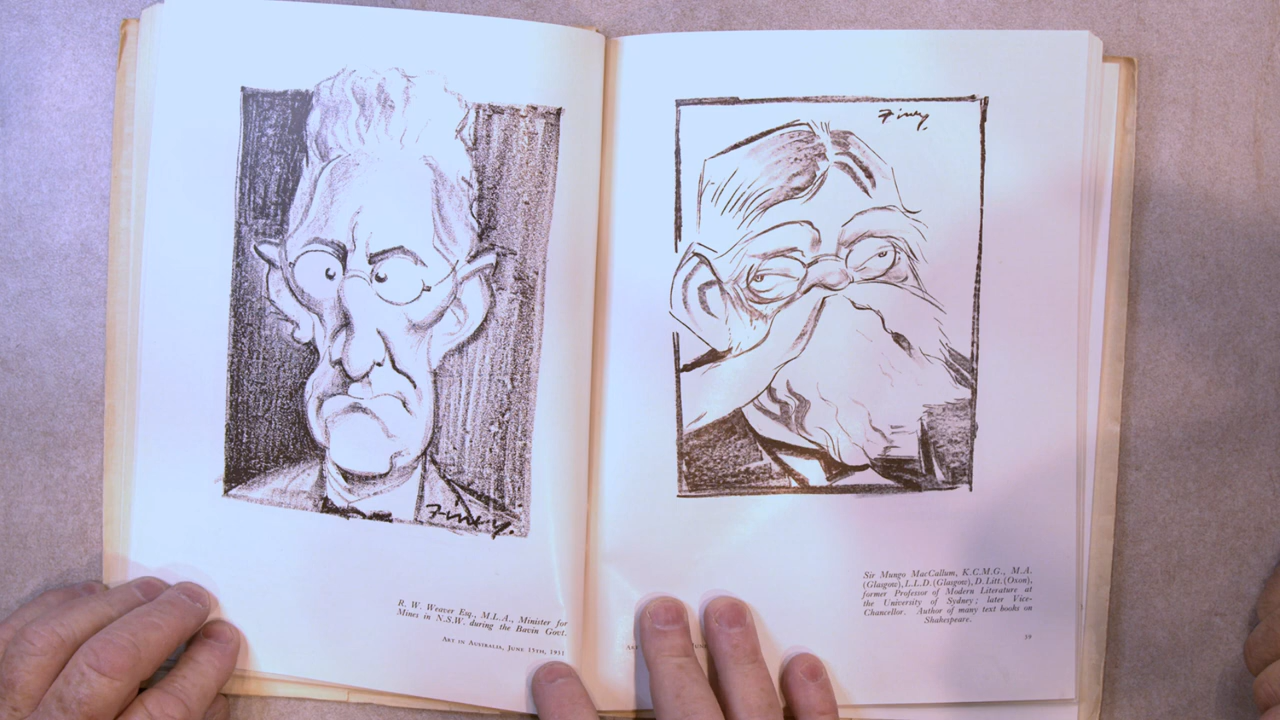 Finey.
R. W. Weaver Esq., M.L.A., Minister for
Mines in N.S.W. during the Bavin Govt.
Art in Australia, June 15th, 1931
Finey.
Sir Mungo MacCallum, K.C.M.G., M.A.
(Glasgow), L.L.D. (Glasgow), D. Litt. (Oxon),
former Professor of Modern Literature at
the University of Sydney; later Vice-
Chancellor. Author of many text books on
Shakespeare.
59